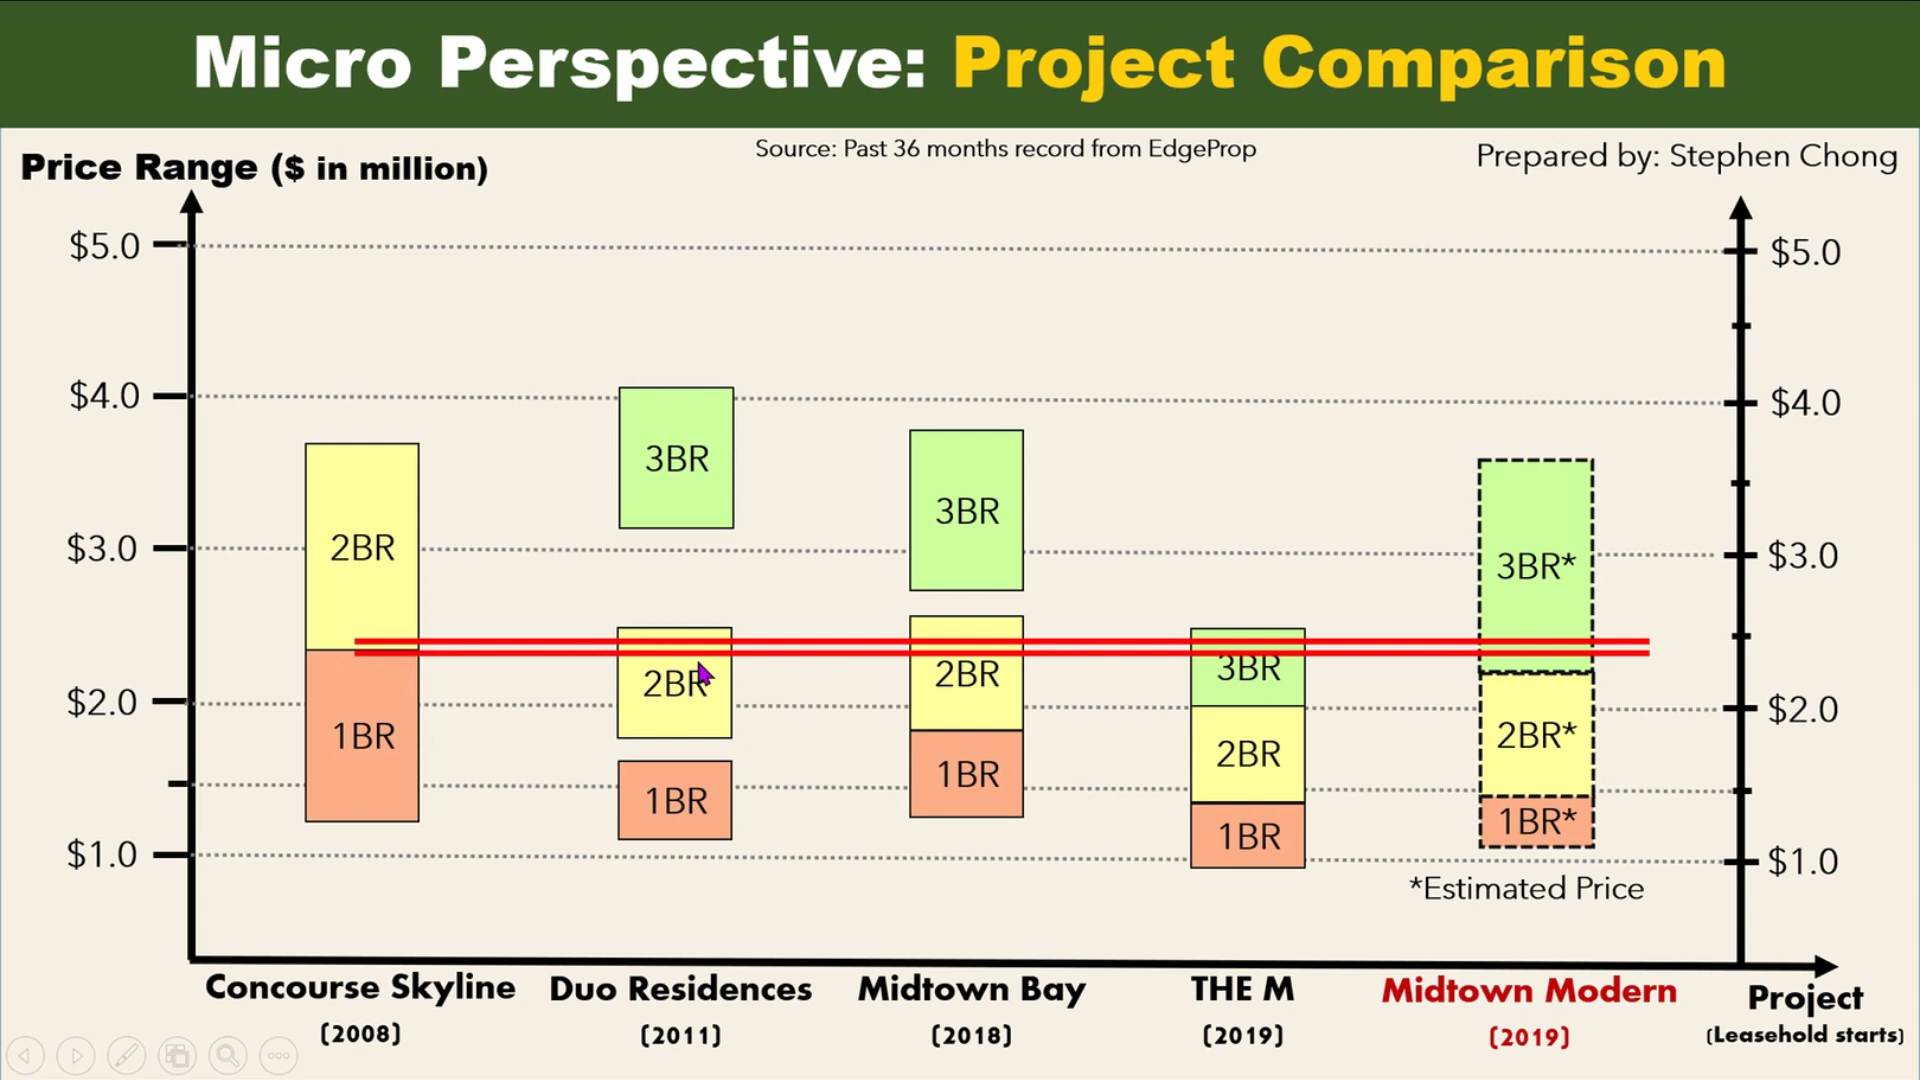 Micro Perspective: Project Comparison
Source: Past 36 months record from EdgeProp
Prepared by: Stephen Chong
Price Range ($ in million)
$5.0
$5.0
$4.0
$4.0
$3.0
$3.0
$2.0
$2.0
$1.0
$1.0
2BR
1BR
3BR
2BR
1BR
3BR
2BR
1BR
3BR
2BR
1BR
3BR*
2BR*
1BR*
*Estimated Price
Concourse Skyline
(2008)
Duo Residences
(2011)
Midtown Bay
(2018)
THE M
(2019)
Midtown Modern
(2019)
Project
(Leasehold starts)